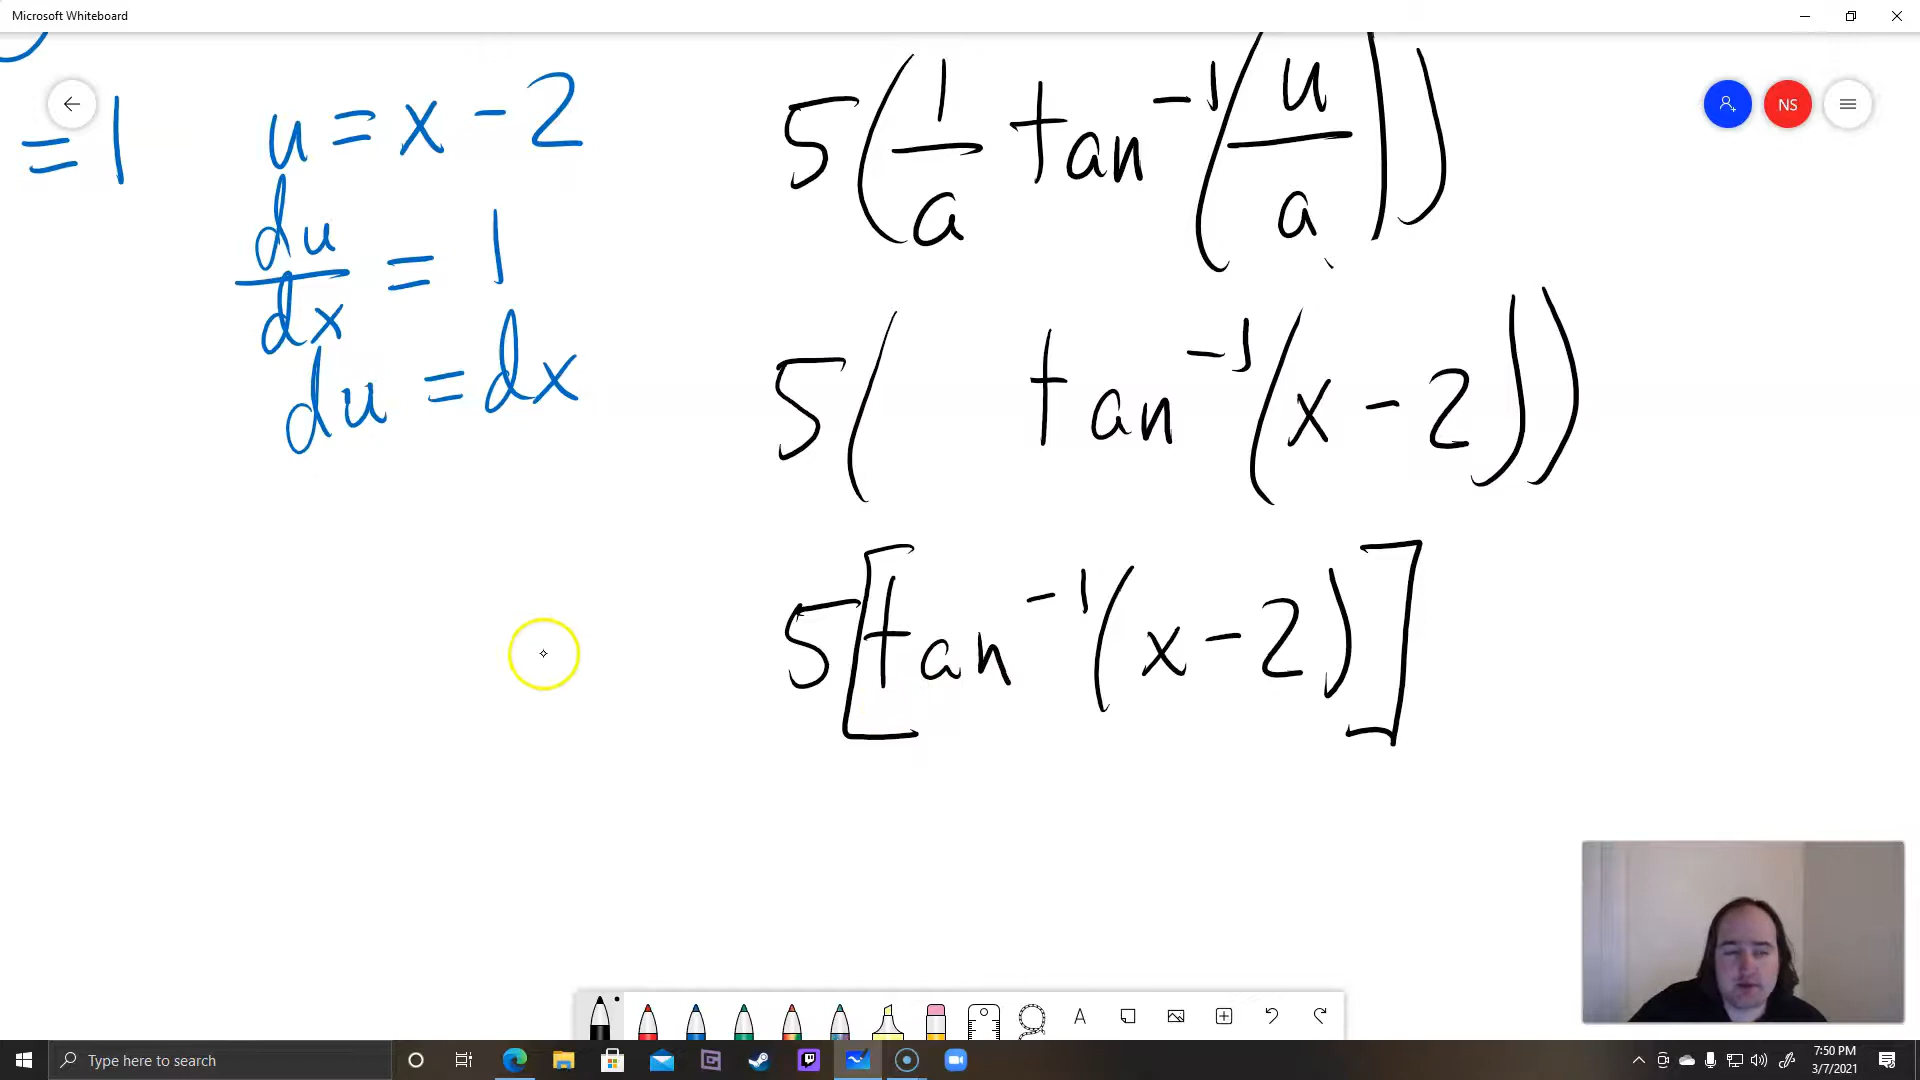 Microsoft Whiteboard
= 1
u = x - 2
du
dx
= 1
du = dx
5(1/a tan^-1(u/a))
5( tan^-1(x - 2))
5[tan^-1(x - 2)]
NS
A
Type here to search
7:50 PM
3/7/2021